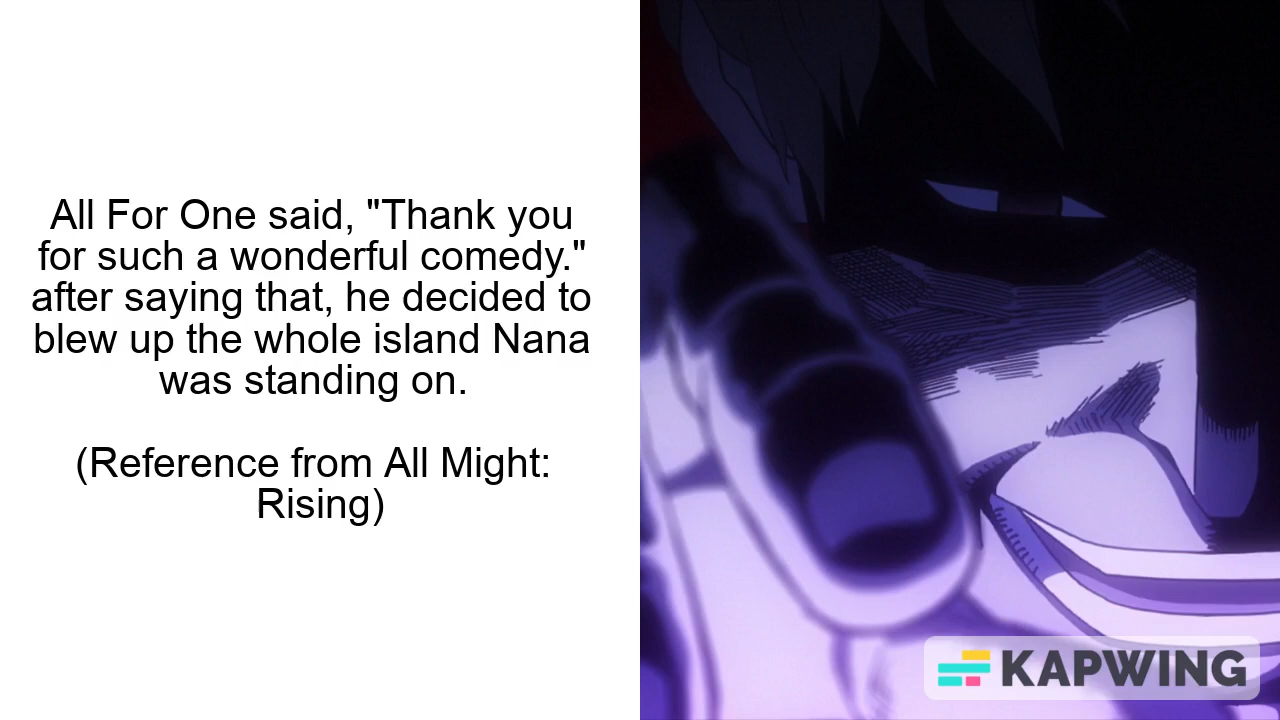 All For One said, "Thank you
for such a wonderful comedy."
after saying that, he decided to
blew up the whole island Nana
was standing on.
(Reference from All Might:
Rising)
KAPWING